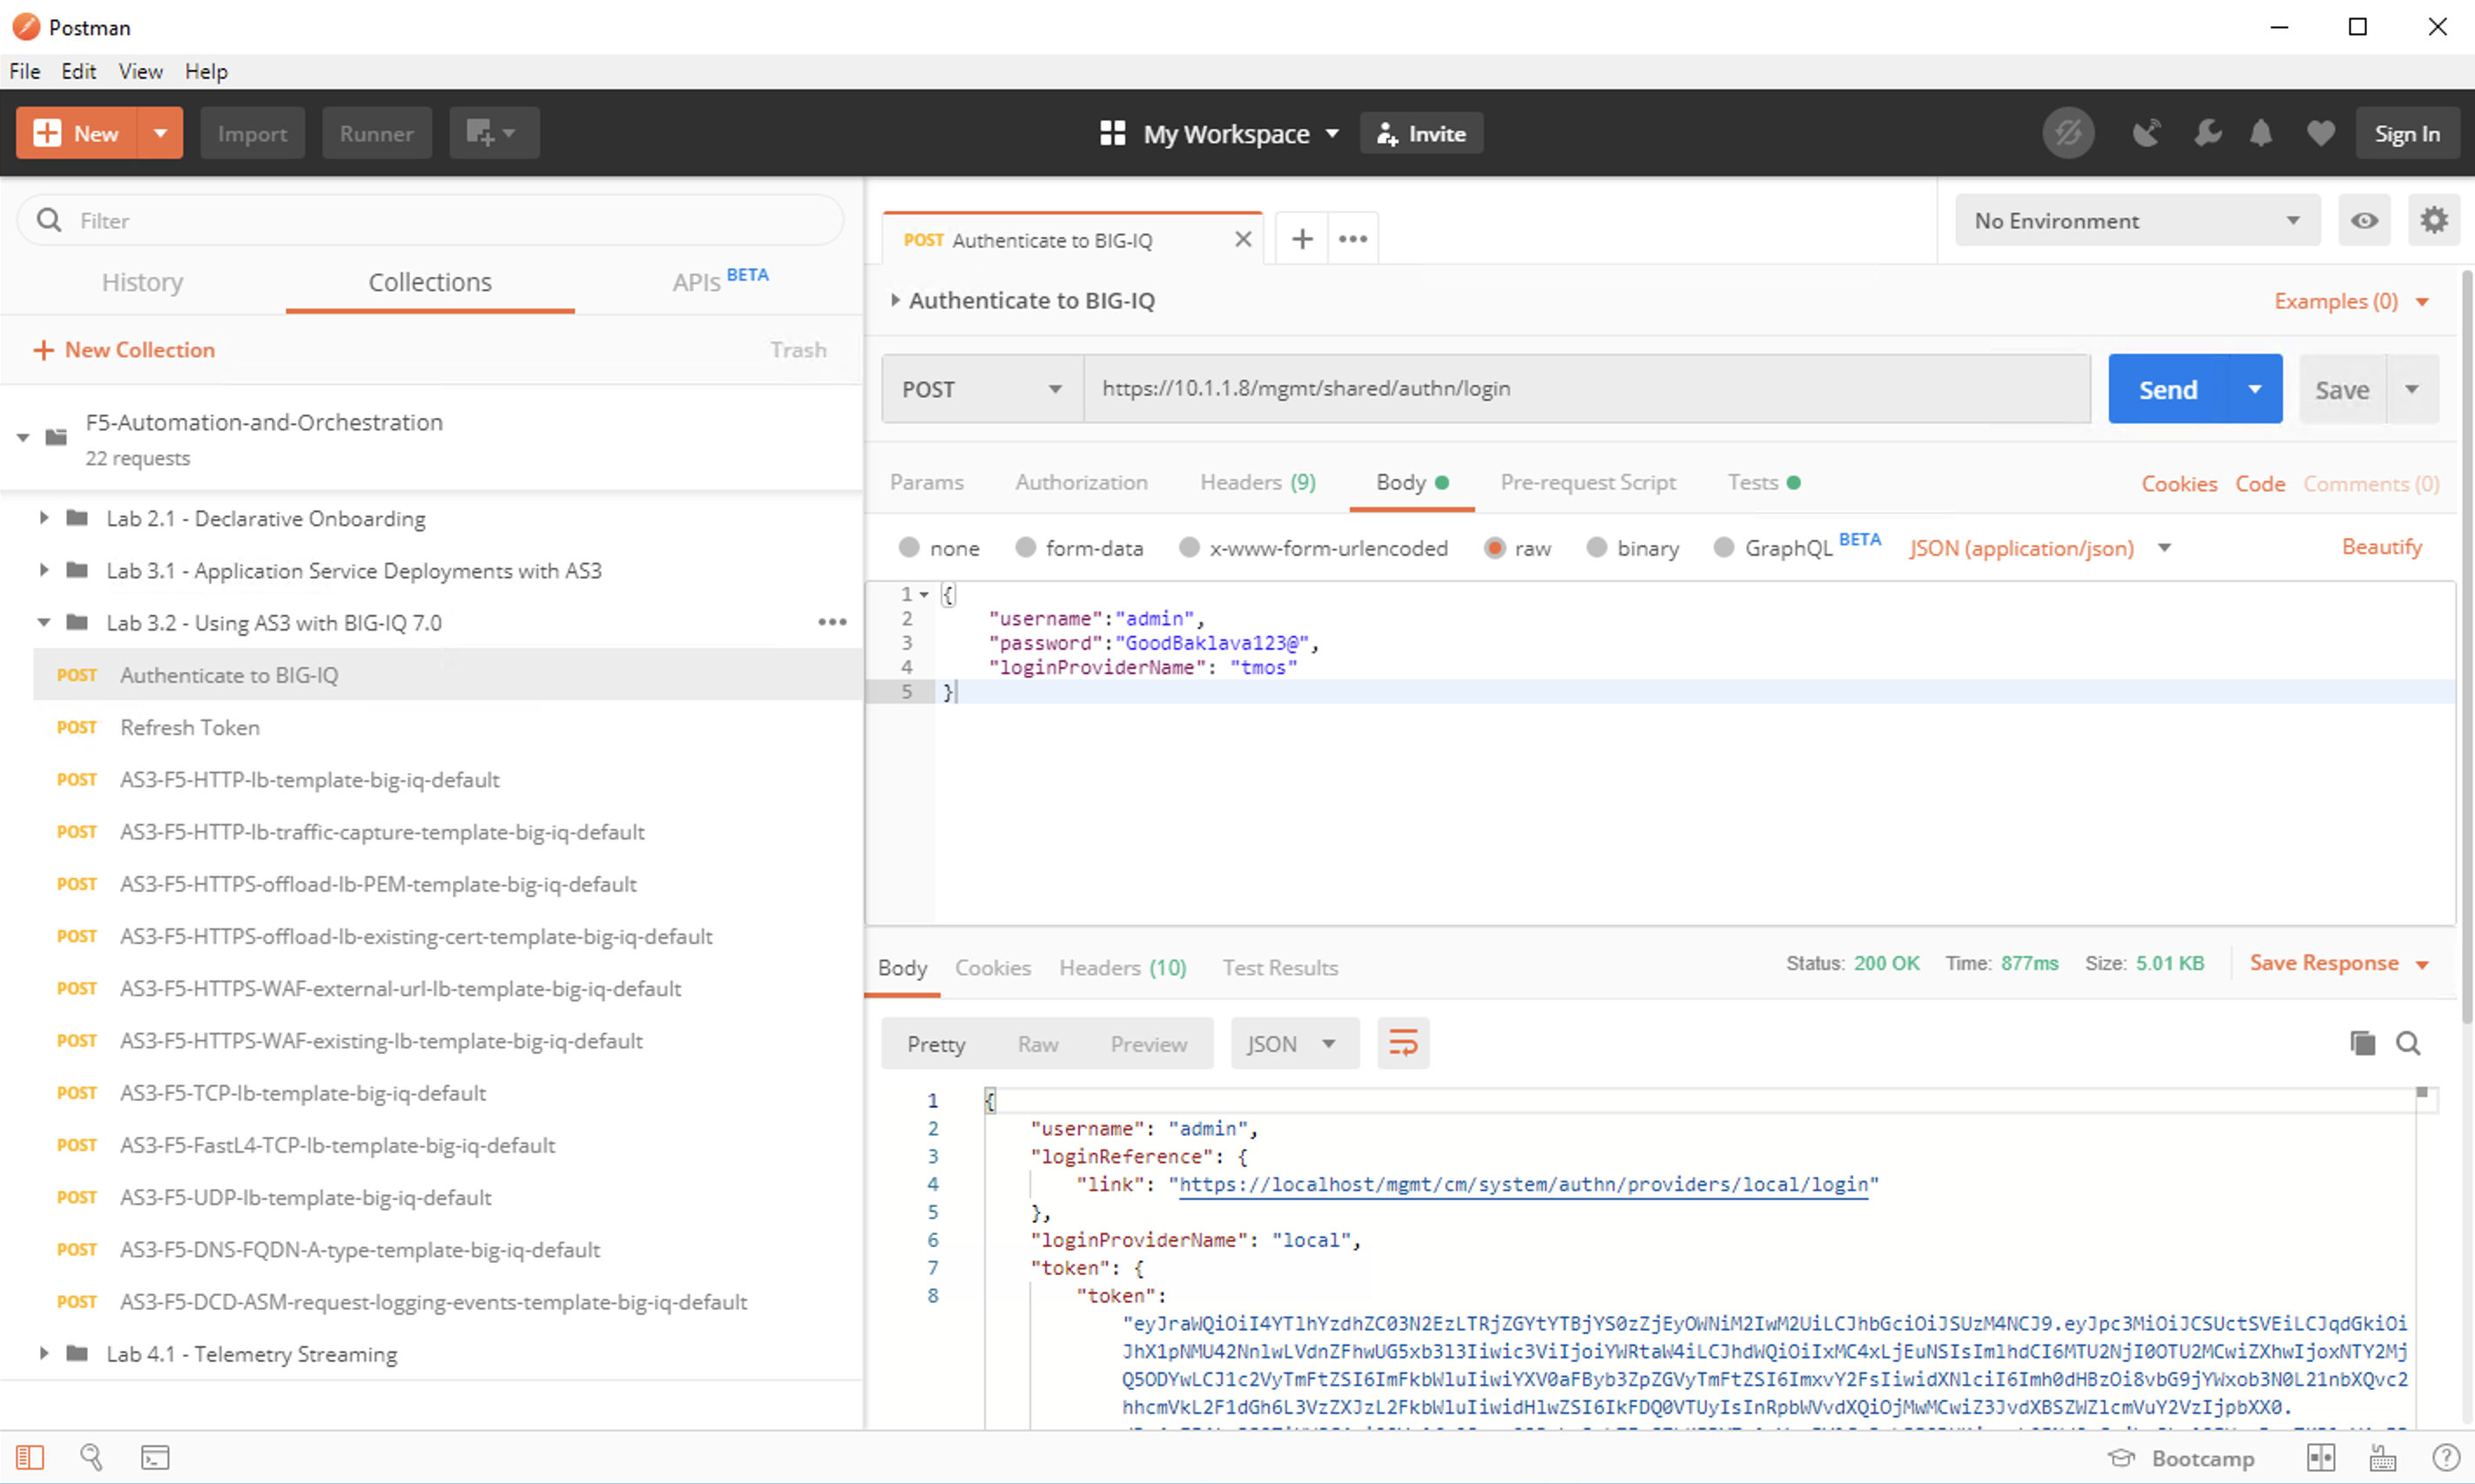 Postman
File Edit View Help
New Import Runner My Workspace Invite Sign In
Filter
History Collections APIs BETA
New Collection Trash
F5-Automation-and-Orchestration
22 requests
Lab 2.1 - Declarative Onboarding
Lab 3.1 - Application Service Deployments with AS3
Lab 3.2 - Using AS3 with BIG-IQ 7.0
POST Authenticate to BIG-IQ
POST Refresh Token
POST AS3-F5-HTTP-lb-template-big-iq-default
POST AS3-F5-HTTP-lb-traffic-capture-template-big-iq-default
POST AS3-F5-HTTPS-offload-lb-PEM-template-big-iq-default
POST AS3-F5-HTTPS-offload-lb-existing-cert-template-big-iq-default
POST AS3-F5-HTTPS-WAF-external-url-lb-template-big-iq-default
POST AS3-F5-HTTPS-WAF-existing-lb-template-big-iq-default
POST AS3-F5-TCP-lb-template-big-iq-default
POST AS3-F5-FastL4-TCP-lb-template-big-iq-default
POST AS3-F5-UDP-lb-template-big-iq-default
POST AS3-F5-DNS-FQDN-A-type-template-big-iq-default
POST AS3-F5-DCD-ASM-request-logging-events-template-big-iq-default
Lab 4.1 - Telemetry Streaming
POST Authenticate to BIG-IQ
No Environment
Authenticate to BIG-IQ Examples (0)
POST https://10.1.1.8/mgmt/shared/authn/login Send Save
Params Authorization Headers (9) Body Pre-request Script Tests Cookies Code Comments (0)
none form-data x-www-form-urlencoded raw binary GraphQL BETA JSON (application/json) Beautify
1 {
2 "username":"admin",
3 "password":"GoodBaklava123@",
4 "loginProviderName": "tmos"
5 }
Body Cookies Headers (10) Test Results Status: 200 OK Time: 877ms Size: 5.01 KB Save Response
Pretty Raw Preview JSON
1 {
2 "username": "admin",
3 "loginReference": {
4 "link": "https://localhost/mgmt/cm/system/authn/providers/local/login"
5 },
6 "loginProviderName": "local",
7 "token": {
8 "token":
Bootcamp